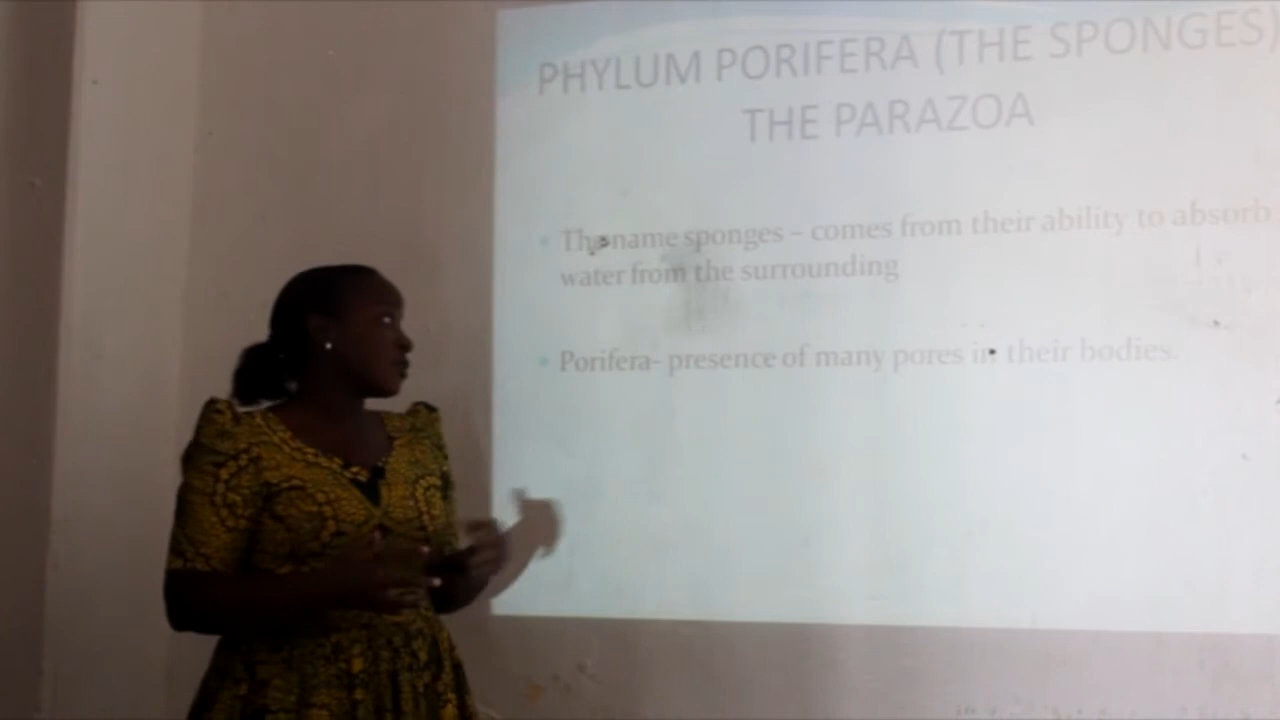 PHYLUM PORIFERA (THE SPONGES)
THE PARAZOA
The name sponges – comes from their ability to absorb
water from the surrounding
Porifera- presence of many pores in their bodies.